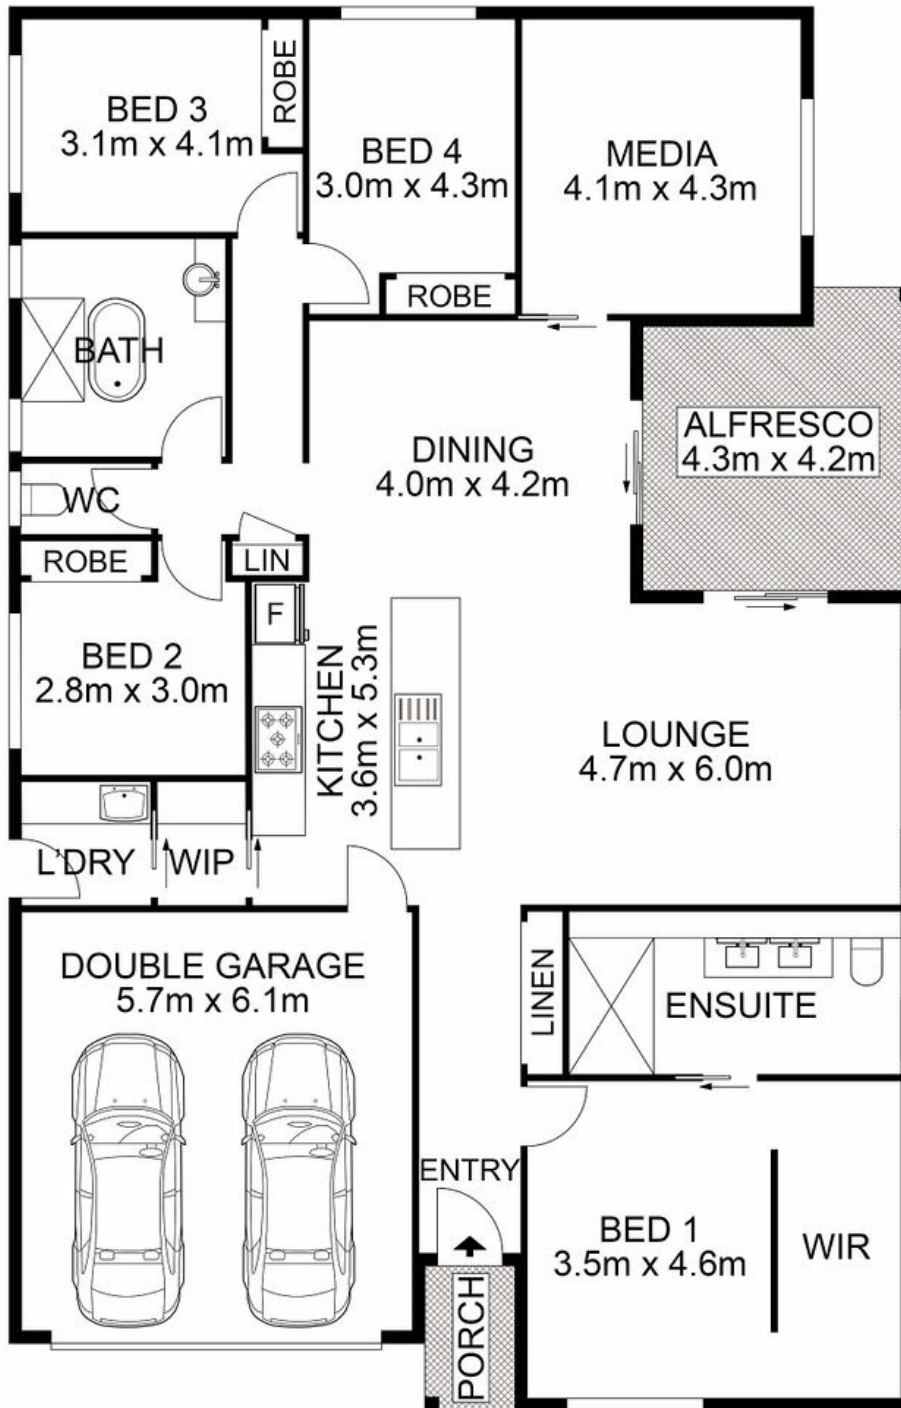 BED 3
3.1m x 4.1m
ROBE
BED 4
3.0m x 4.3m
ROBE
MEDIA
4.1m x 4.3m
BATH
DINING
4.0m x 4.2m
ALFRESCO
4.3m x 4.2m
WC
ROBE
LIN
F
BED 2
2.8m x 3.0m
KITCHEN
3.6m x 5.3m
LOUNGE
4.7m x 6.0m
L'DRY
WIP
DOUBLE GARAGE
5.7m x 6.1m
LINEN
ENSUITE
ENTRY
BED 1
3.5m x 4.6m
WIR
PORCH